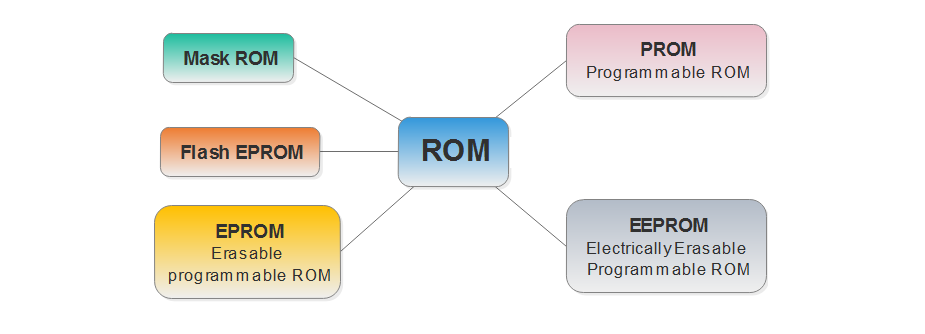 Mask ROM
Flash EPROM
EPROM
Erasable
programmable ROM
ROM
PROM
Programmable ROM
EEPROM
Electrically Erasable
Programmable ROM